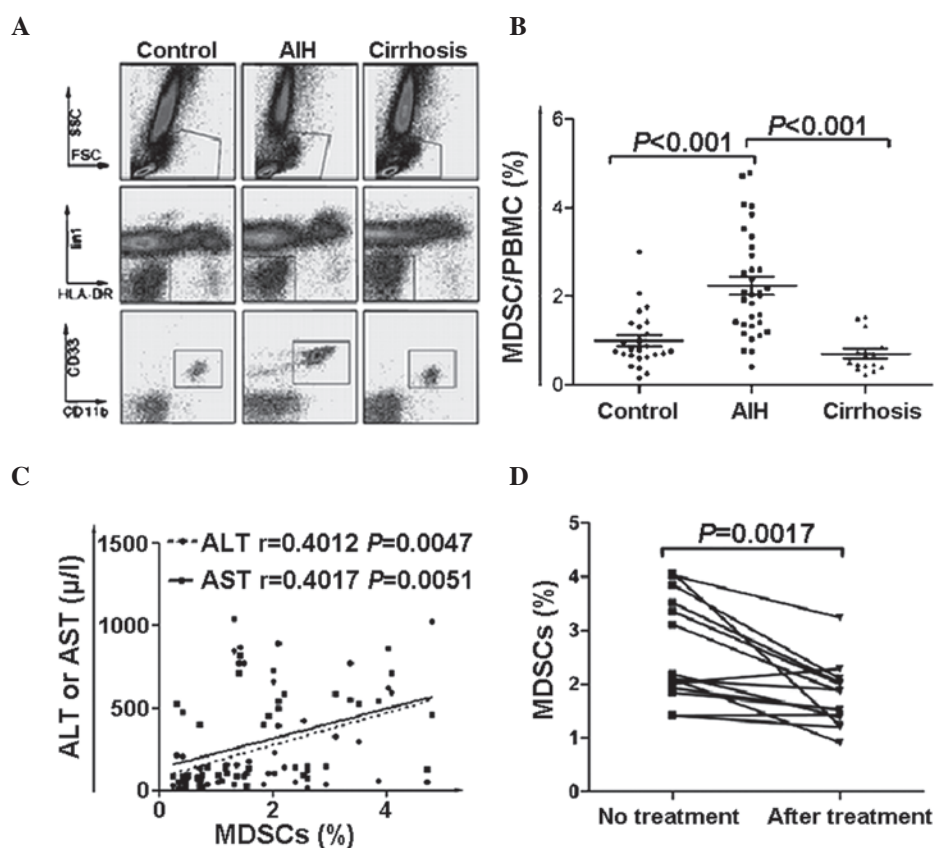 A
Control AIH Cirrhosis
SSC
FSC
lin1
HLA-DR
CD33
CD11b
B
MDSC/PBMC (%)
6
4
2
0
P<0.001
P<0.001
Control AIH Cirrhosis
C
ALT or AST (μ/l)
1500
1000
500
0
ALT r=0.4012 P=0.0047
AST r=0.4017 P=0.0051
0 2 4
MDSCs (%)
D
MDSCs (%)
5
4
3
2
1
0
P=0.0017
No treatment After treatment